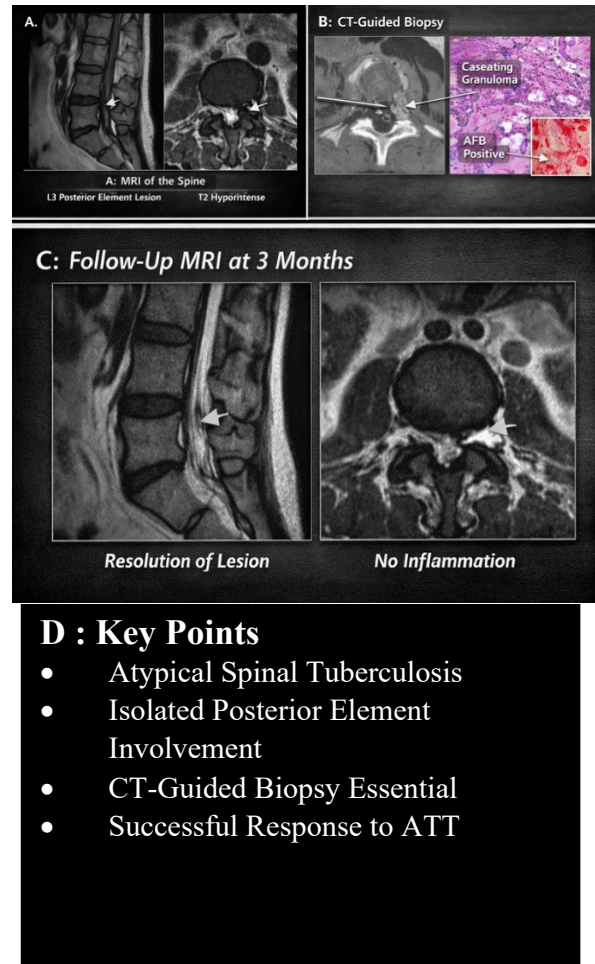 A.
A: MRI of the Spine
L3 Posterior Element Lesion
T2 Hyporintense
B: CT-Guided Biopsy
Caseating
Granuloma
AFB
Positive
C: Follow-Up MRI at 3 Months
Resolution of Lesion
No Inflammation
D : Key Points
• Atypical Spinal Tuberculosis
• Isolated Posterior Element
Involvement
• CT-Guided Biopsy Essential
• Successful Response to ATT